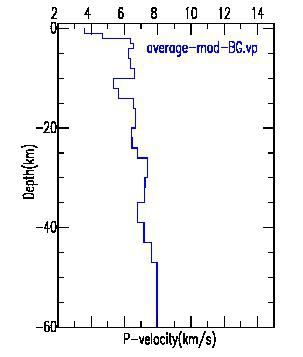 2 4 6 8 10 12 14
0
average-mod-BG.vp
-20
Depth(km)
-40
-60
P-velocity(km/s)